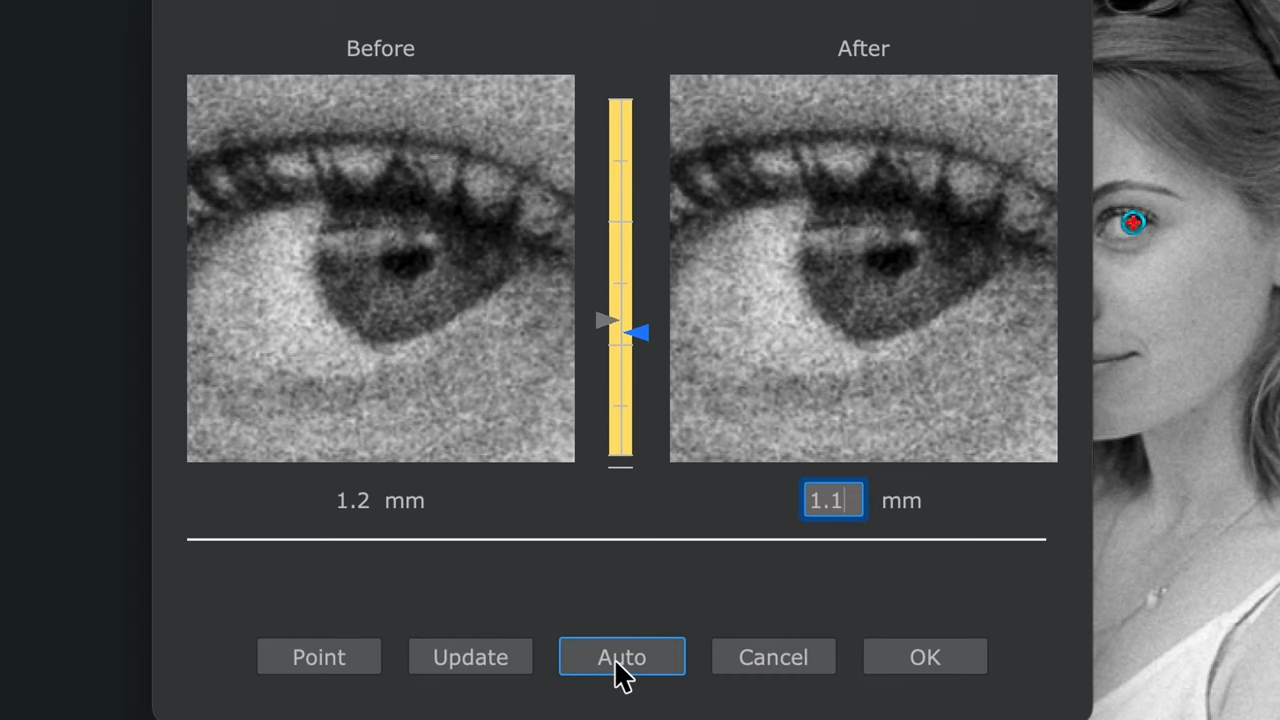 Before
After
1.2 mm
1.1 mm
Point
Update
Auto
Cancel
OK